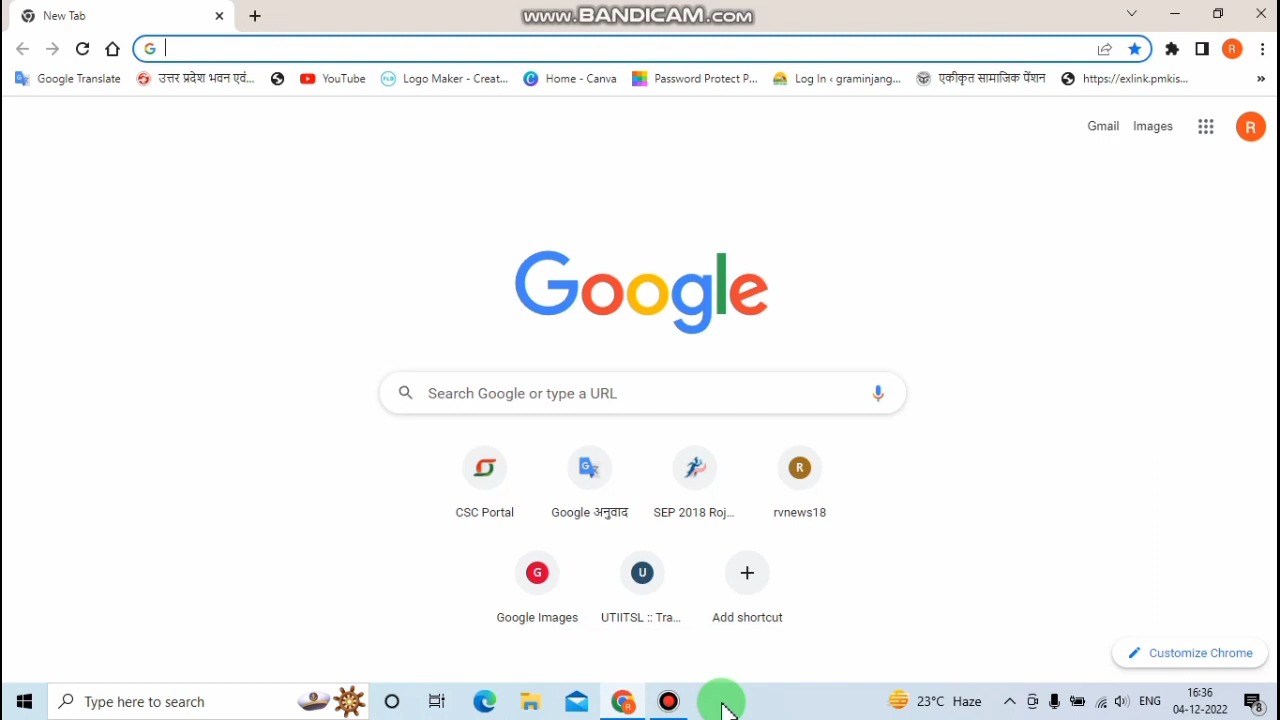 New Tab
www.BANDICAM.com
Google Translate
उत्तर प्रदेश भवन एवं...
YouTube
Logo Maker - Creat...
Home - Canva
Password Protect P...
Log In ‹ graminjang...
एकीकृत सामाजिक पेंशन
https://exlink.pmkis...
»
Gmail
Images
R
Google
Search Google or type a URL
CSC Portal
Google अनुवाद
SEP 2018 Roj...
R
rvnews18
G
Google Images
U
UTIITSL :: Tra...
Add shortcut
Customize Chrome
Type here to search
23°C Haze
ENG
16:36
04-12-2022
8